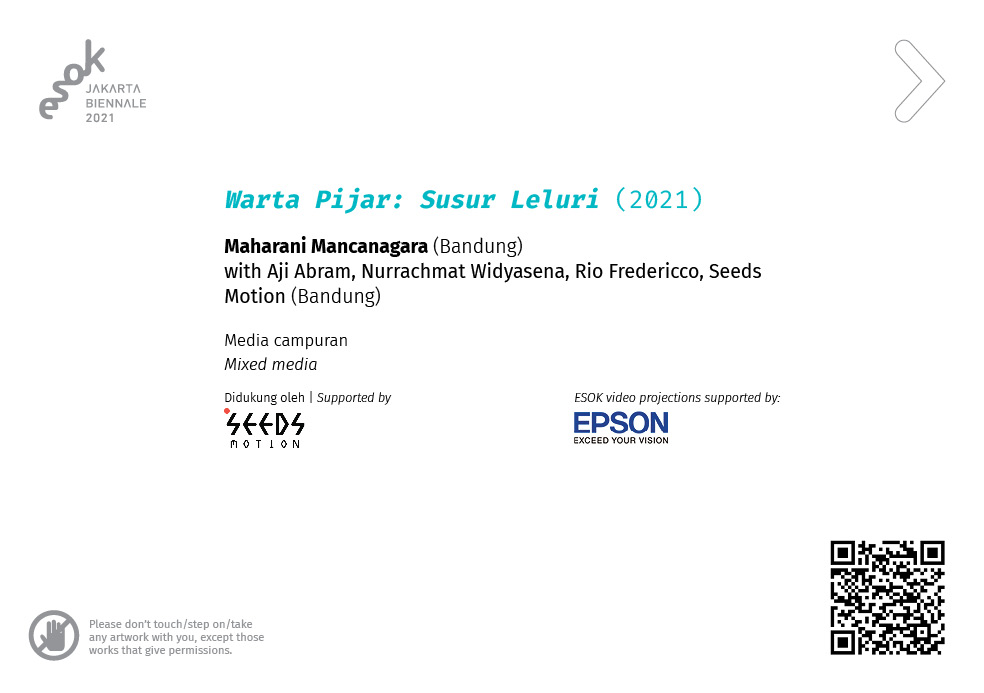 esok
JAKARTA
BIENNALE
2021
Warta Pijar: Susur Leluri (2021)
Maharani Mancanagara (Bandung)
with Aji Abram, Nurrachmat Widyasena, Rio Fredericco, Seeds
Motion (Bandung)
Media campuran
Mixed media
Didukung oleh | Supported by
SEEDS
MOTION
ESOK video projections supported by:
EPSON
EXCEED YOUR VISION
Please don't touch/step on/take
any artwork with you, except those
works that give permissions.